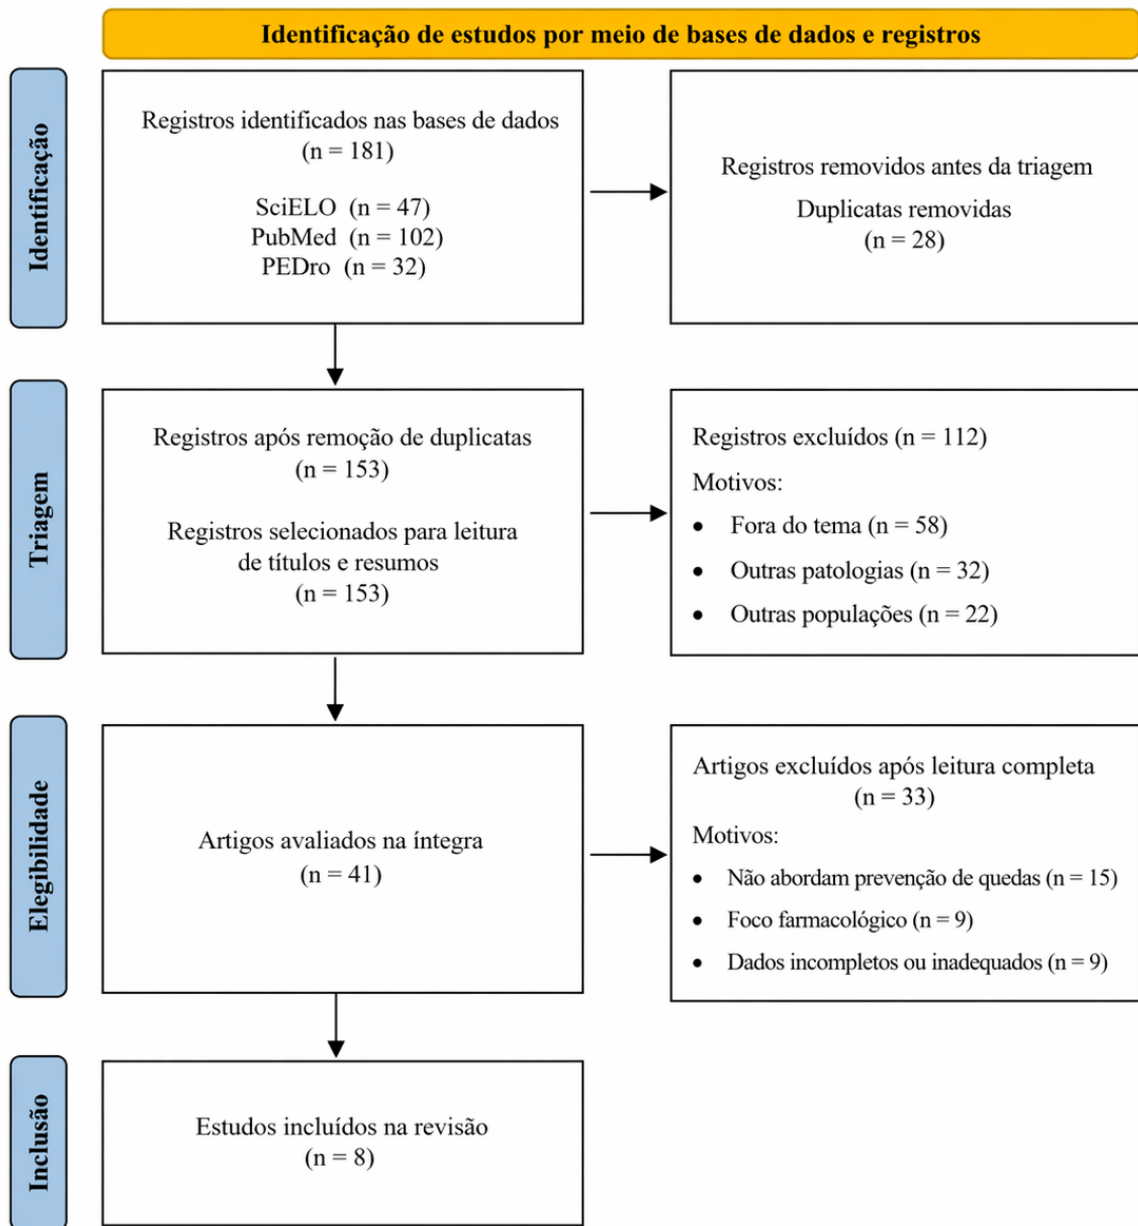 Identificação de estudos por meio de bases de dados e registros
Identificação
Registros identificados nas bases de dados
(n = 181)
SciELO (n = 47)
PubMed (n = 102)
PEDro (n = 32)
Registros removidos antes da triagem
Duplicatas removidas
(n = 28)
Triagem
Registros após remoção de duplicatas
(n = 153)
Registros selecionados para leitura
de títulos e resumos
(n = 153)
Registros excluídos (n = 112)
Motivos:
• Fora do tema (n = 58)
• Outras patologias (n = 32)
• Outras populações (n = 22)
Elegibilidade
Artigos avaliados na íntegra
(n = 41)
Artigos excluídos após leitura completa
(n = 33)
Motivos:
• Não abordam prevenção de quedas (n = 15)
• Foco farmacológico (n = 9)
• Dados incompletos ou inadequados (n = 9)
Inclusão
Estudos incluídos na revisão
(n = 8)